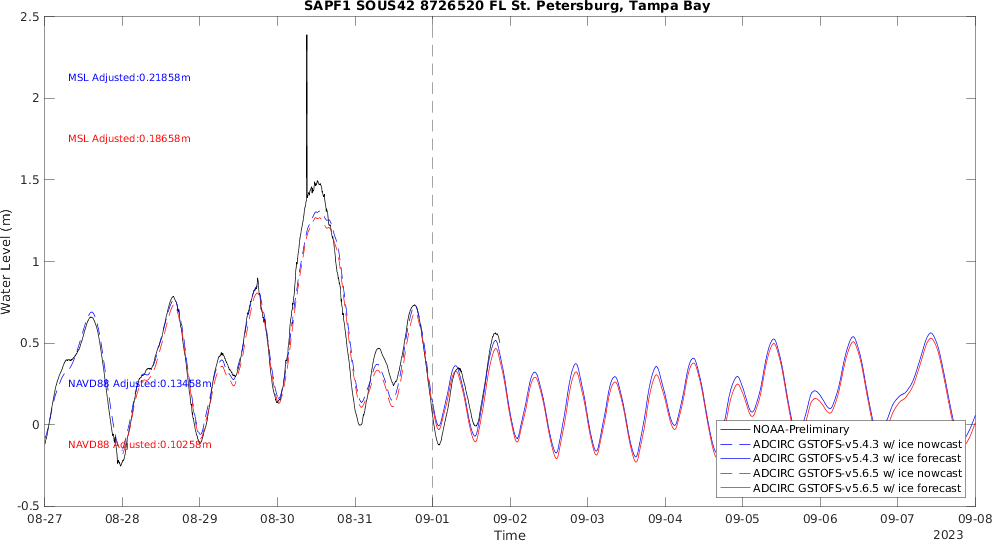 SAPF1 SOUS42 8726520 FL St. Petersburg, Tampa Bay
2.5
2
1.5
1
0.5
0
-0.5
Water Level (m)
MSL Adjusted:0.21858m
MSL Adjusted:0.18658m
NAVD88 Adjusted:0.13458m
NAVD88 Adjusted:0.10258m
NOAA-Preliminary
ADCIRC GSTOFS-v5.4.3 w/ ice nowcast
ADCIRC GSTOFS-v5.4.3 w/ ice forecast
ADCIRC GSTOFS-v5.6.5 w/ ice nowcast
ADCIRC GSTOFS-v5.6.5 w/ ice forecast
08-27 08-28 08-29 08-30 08-31 09-01 09-02 09-03 09-04 09-05 09-06 09-07 09-08
Time
2023